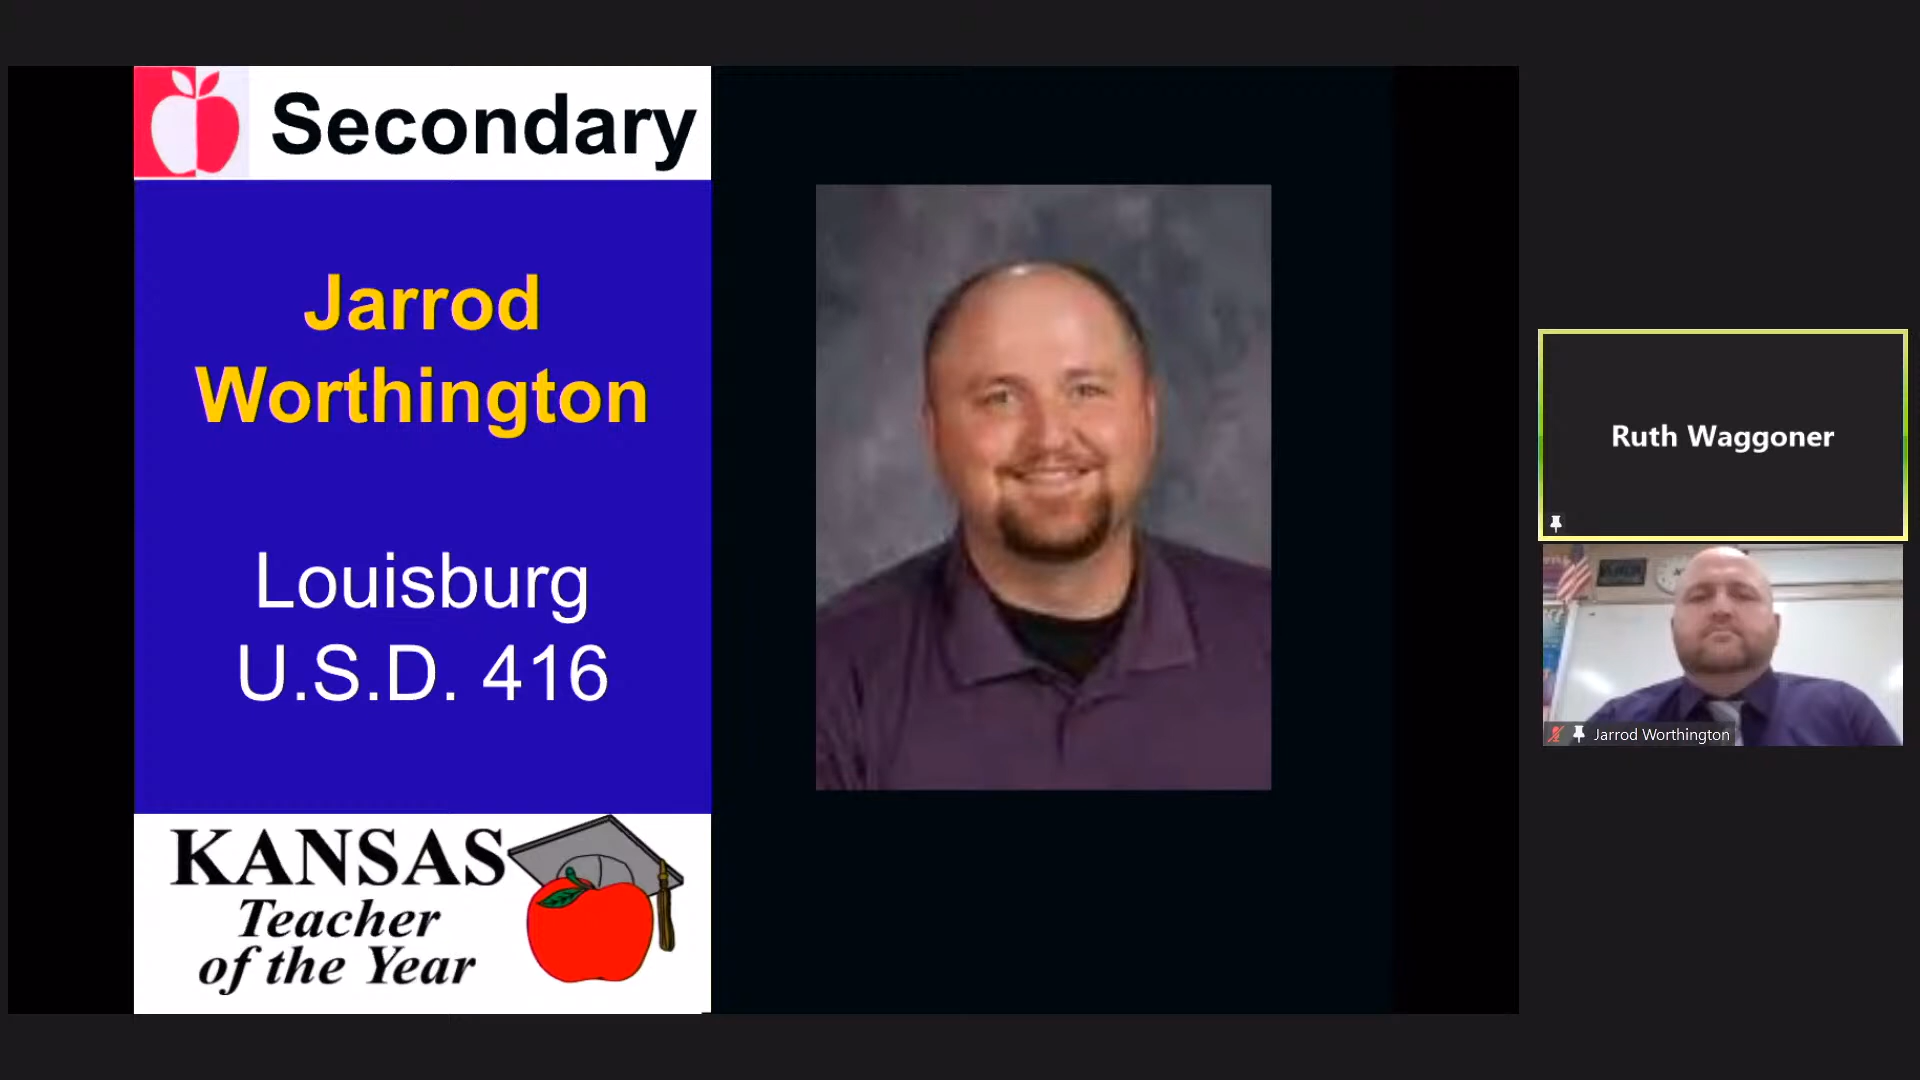 Secondary
Jarrod
Worthington
Louisburg
U.S.D. 416
KANSAS
Teacher
of the Year
Ruth Waggoner
Jarrod Worthington